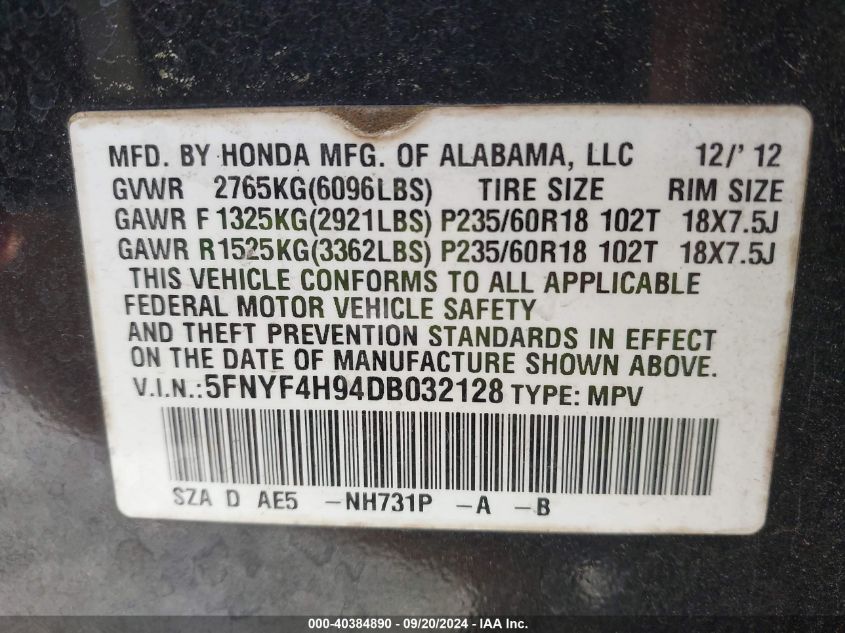 MFD. BY HONDA MFG. OF ALABAMA, LLC 12/' 12
GVWR 2765KG(6096LBS) TIRE SIZE RIM SIZE
GAWR F 1325KG(2921LBS) P235/60R18 102T 18X7.5J
GAWR R1525KG(3362LBS) P235/60R18 102T 18X7.5J
THIS VEHICLE CONFORMS TO ALL APPLICABLE
FEDERAL MOTOR VEHICLE SAFETY
AND THEFT PREVENTION STANDARDS IN EFFECT
ON THE DATE OF MANUFACTURE SHOWN ABOVE.
V.I.N.:5FNYF4H94DB032128 TYPE: MPV
SZA D AE5 -NH731P -A -B
000-40384890 - 09/20/2024 - IAA Inc.